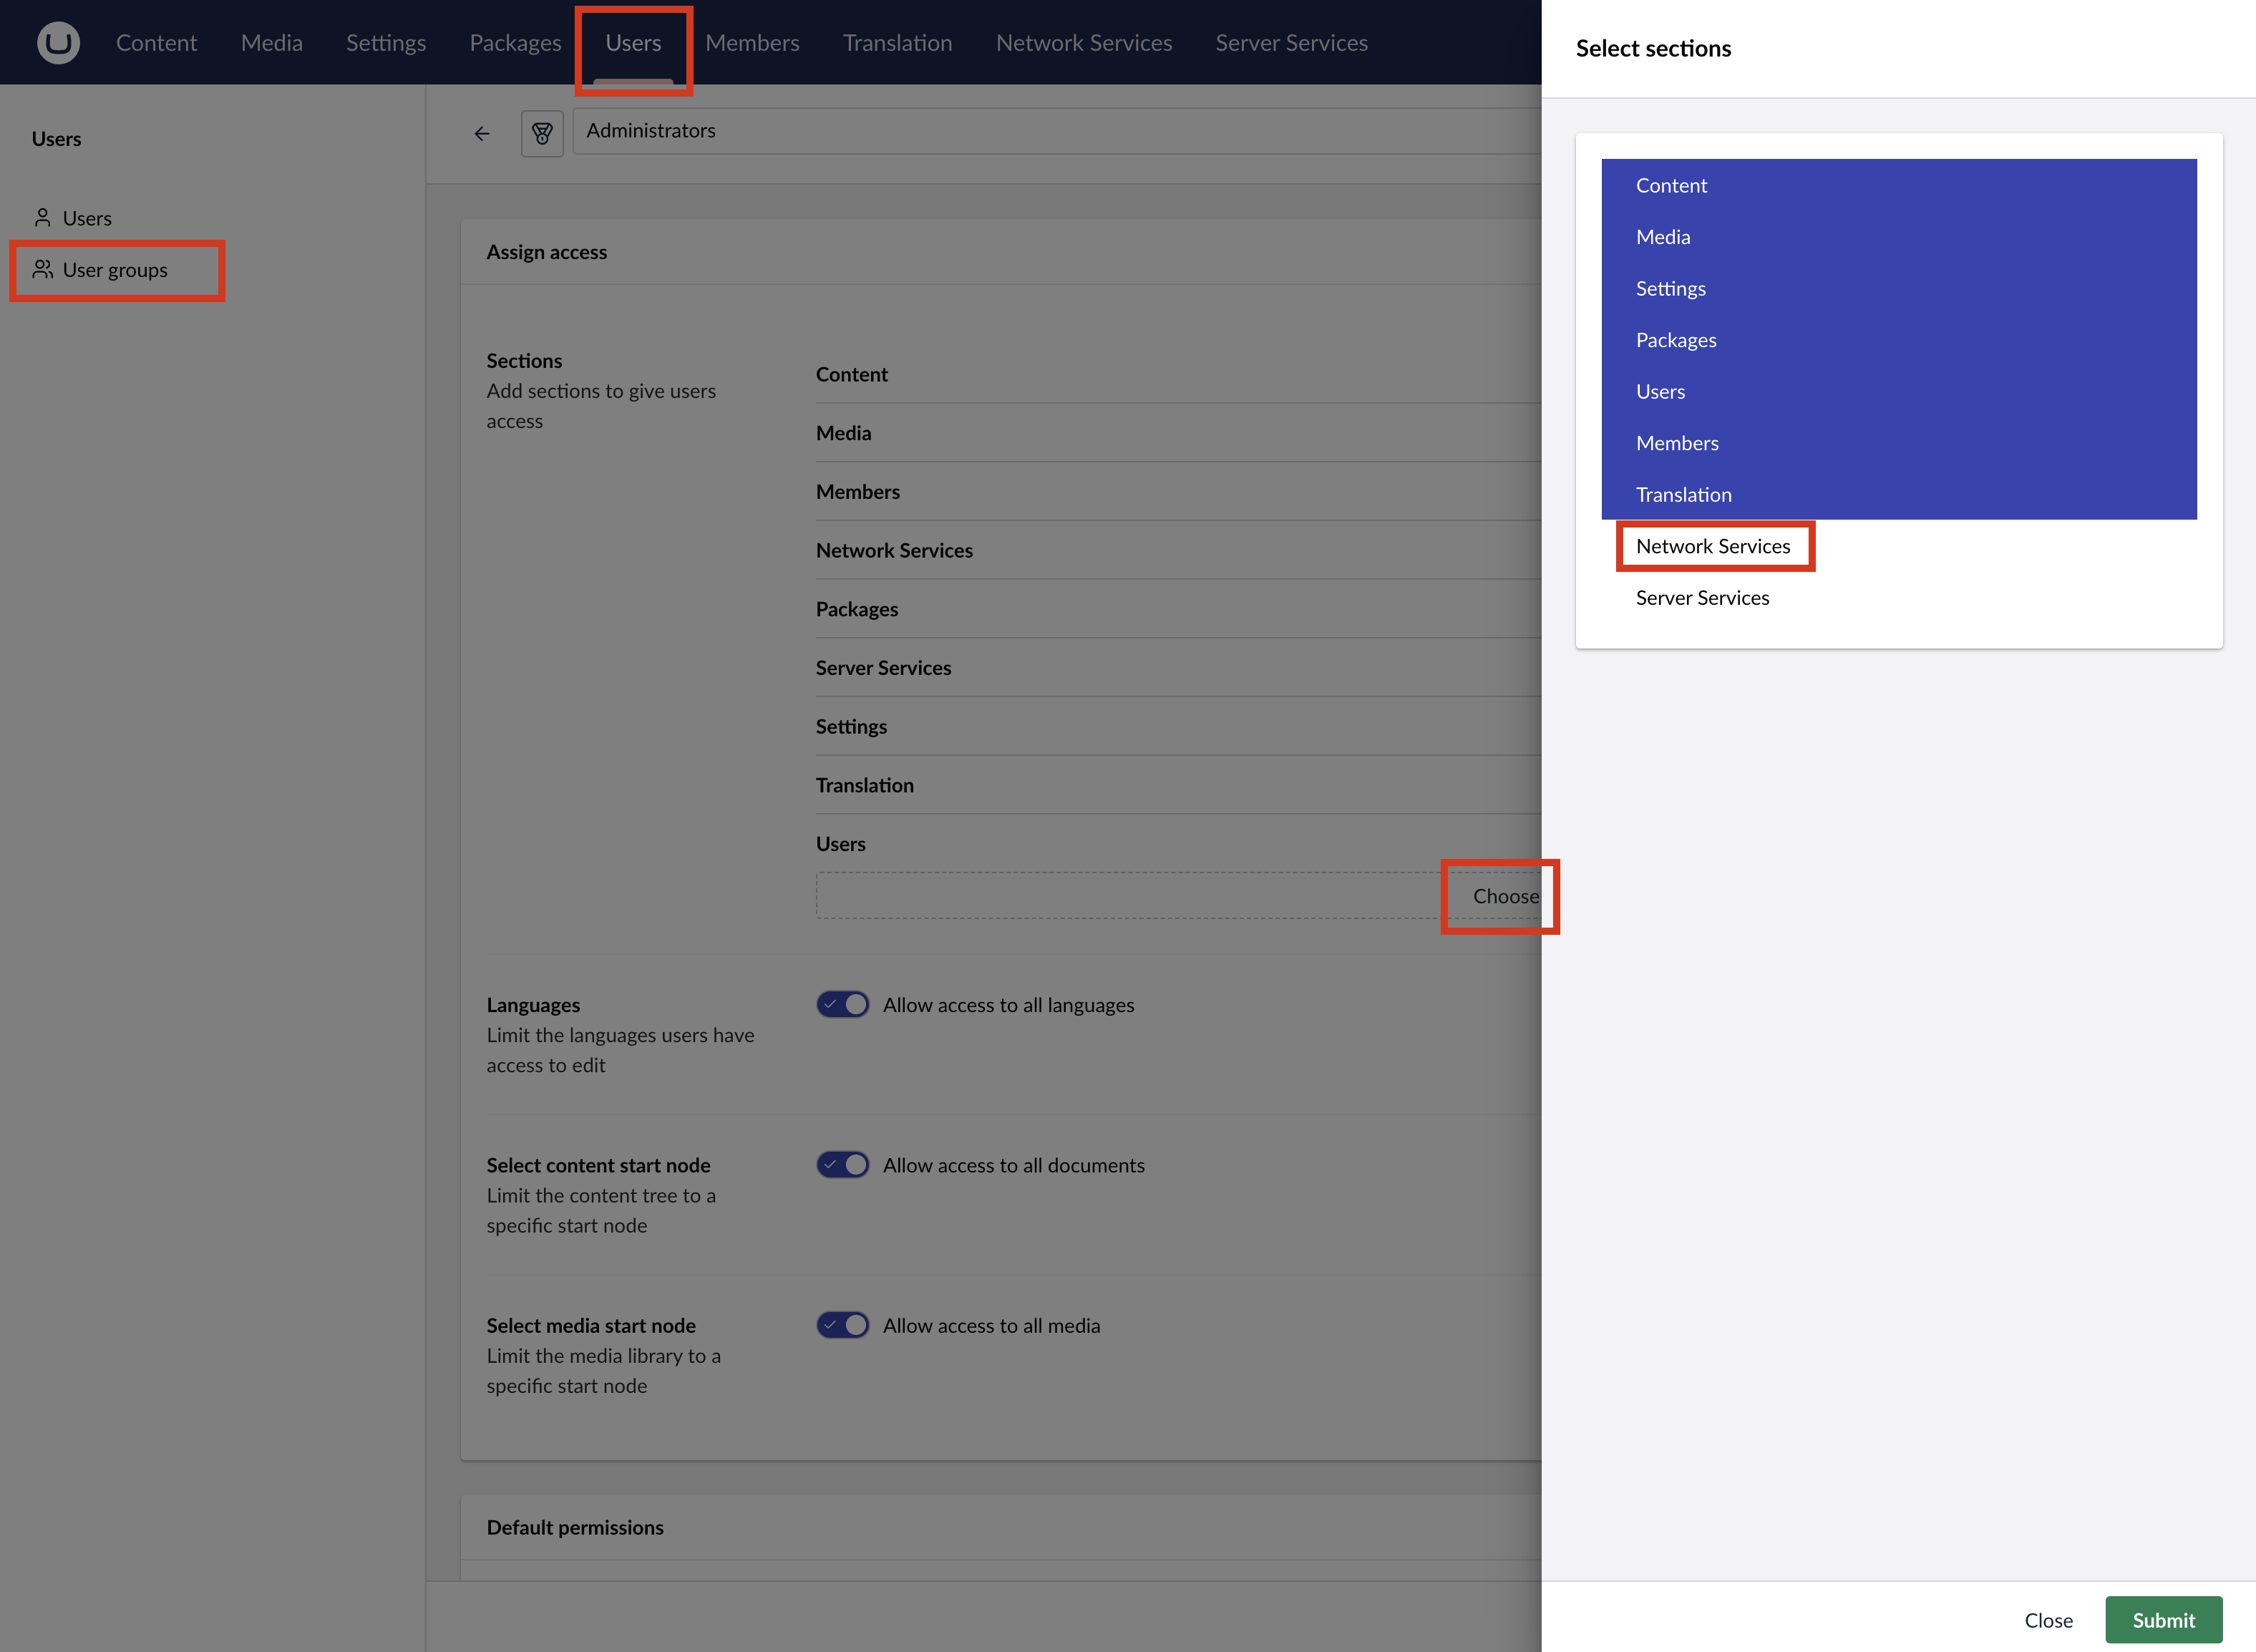 Content Media Settings Packages Users Members Translation Network Services Server Services
Users
Users
User groups
Administrators
Assign access
Sections
Add sections to give users
access
Content
Media
Members
Network Services
Packages
Server Services
Settings
Translation
Users
Choose
Languages
Limit the languages users have
access to edit
Allow access to all languages
Select content start node
Limit the content tree to a
specific start node
Allow access to all documents
Select media start node
Limit the media library to a
specific start node
Allow access to all media
Default permissions
Select sections
Content
Media
Settings
Packages
Users
Members
Translation
Network Services
Server Services
Close Submit